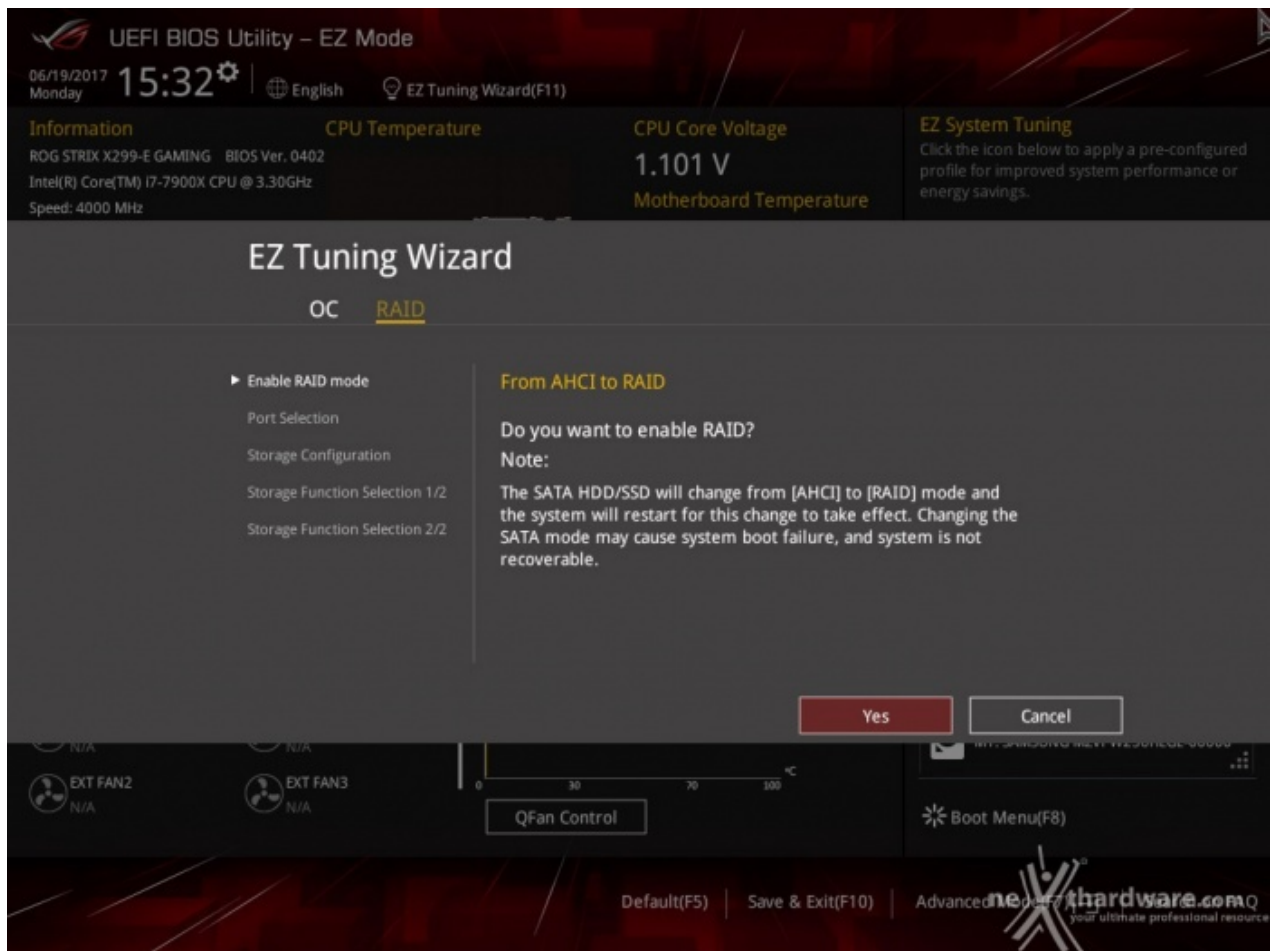 UEFI BIOS Utility – EZ Mode
06/19/2017
Monday
15:32
English
EZ Tuning Wizard(F11)
Information
ROG STRIX X299-E GAMING BIOS Ver. 0402
Intel(R) Core(TM) i7-7900X CPU @ 3.30GHz
Speed: 4000 MHz
CPU Temperature
CPU Core Voltage
1.101 V
Motherboard Temperature
EZ System Tuning
Click the icon below to apply a pre-configured
profile for improved system performance or
energy savings.
EZ Tuning Wizard
OC RAID
Enable RAID mode
Port Selection
Storage Configuration
Storage Function Selection 1/2
Storage Function Selection 2/2
From AHCI to RAID
Do you want to enable RAID?
Note:
The SATA HDD/SSD will change from [AHCI] to [RAID] mode and
the system will restart for this change to take effect. Changing the
SATA mode may cause system boot failure, and system is not
recoverable.
Yes
Cancel
N/A
N/A
EXT FAN2
N/A
EXT FAN3
N/A
0 30 70 100
°C
QFan Control
Boot Menu(F8)
Default(F5)
Save & Exit(F10)
Advanced
FAQ
nexthardware.com
your ultimate professional resource